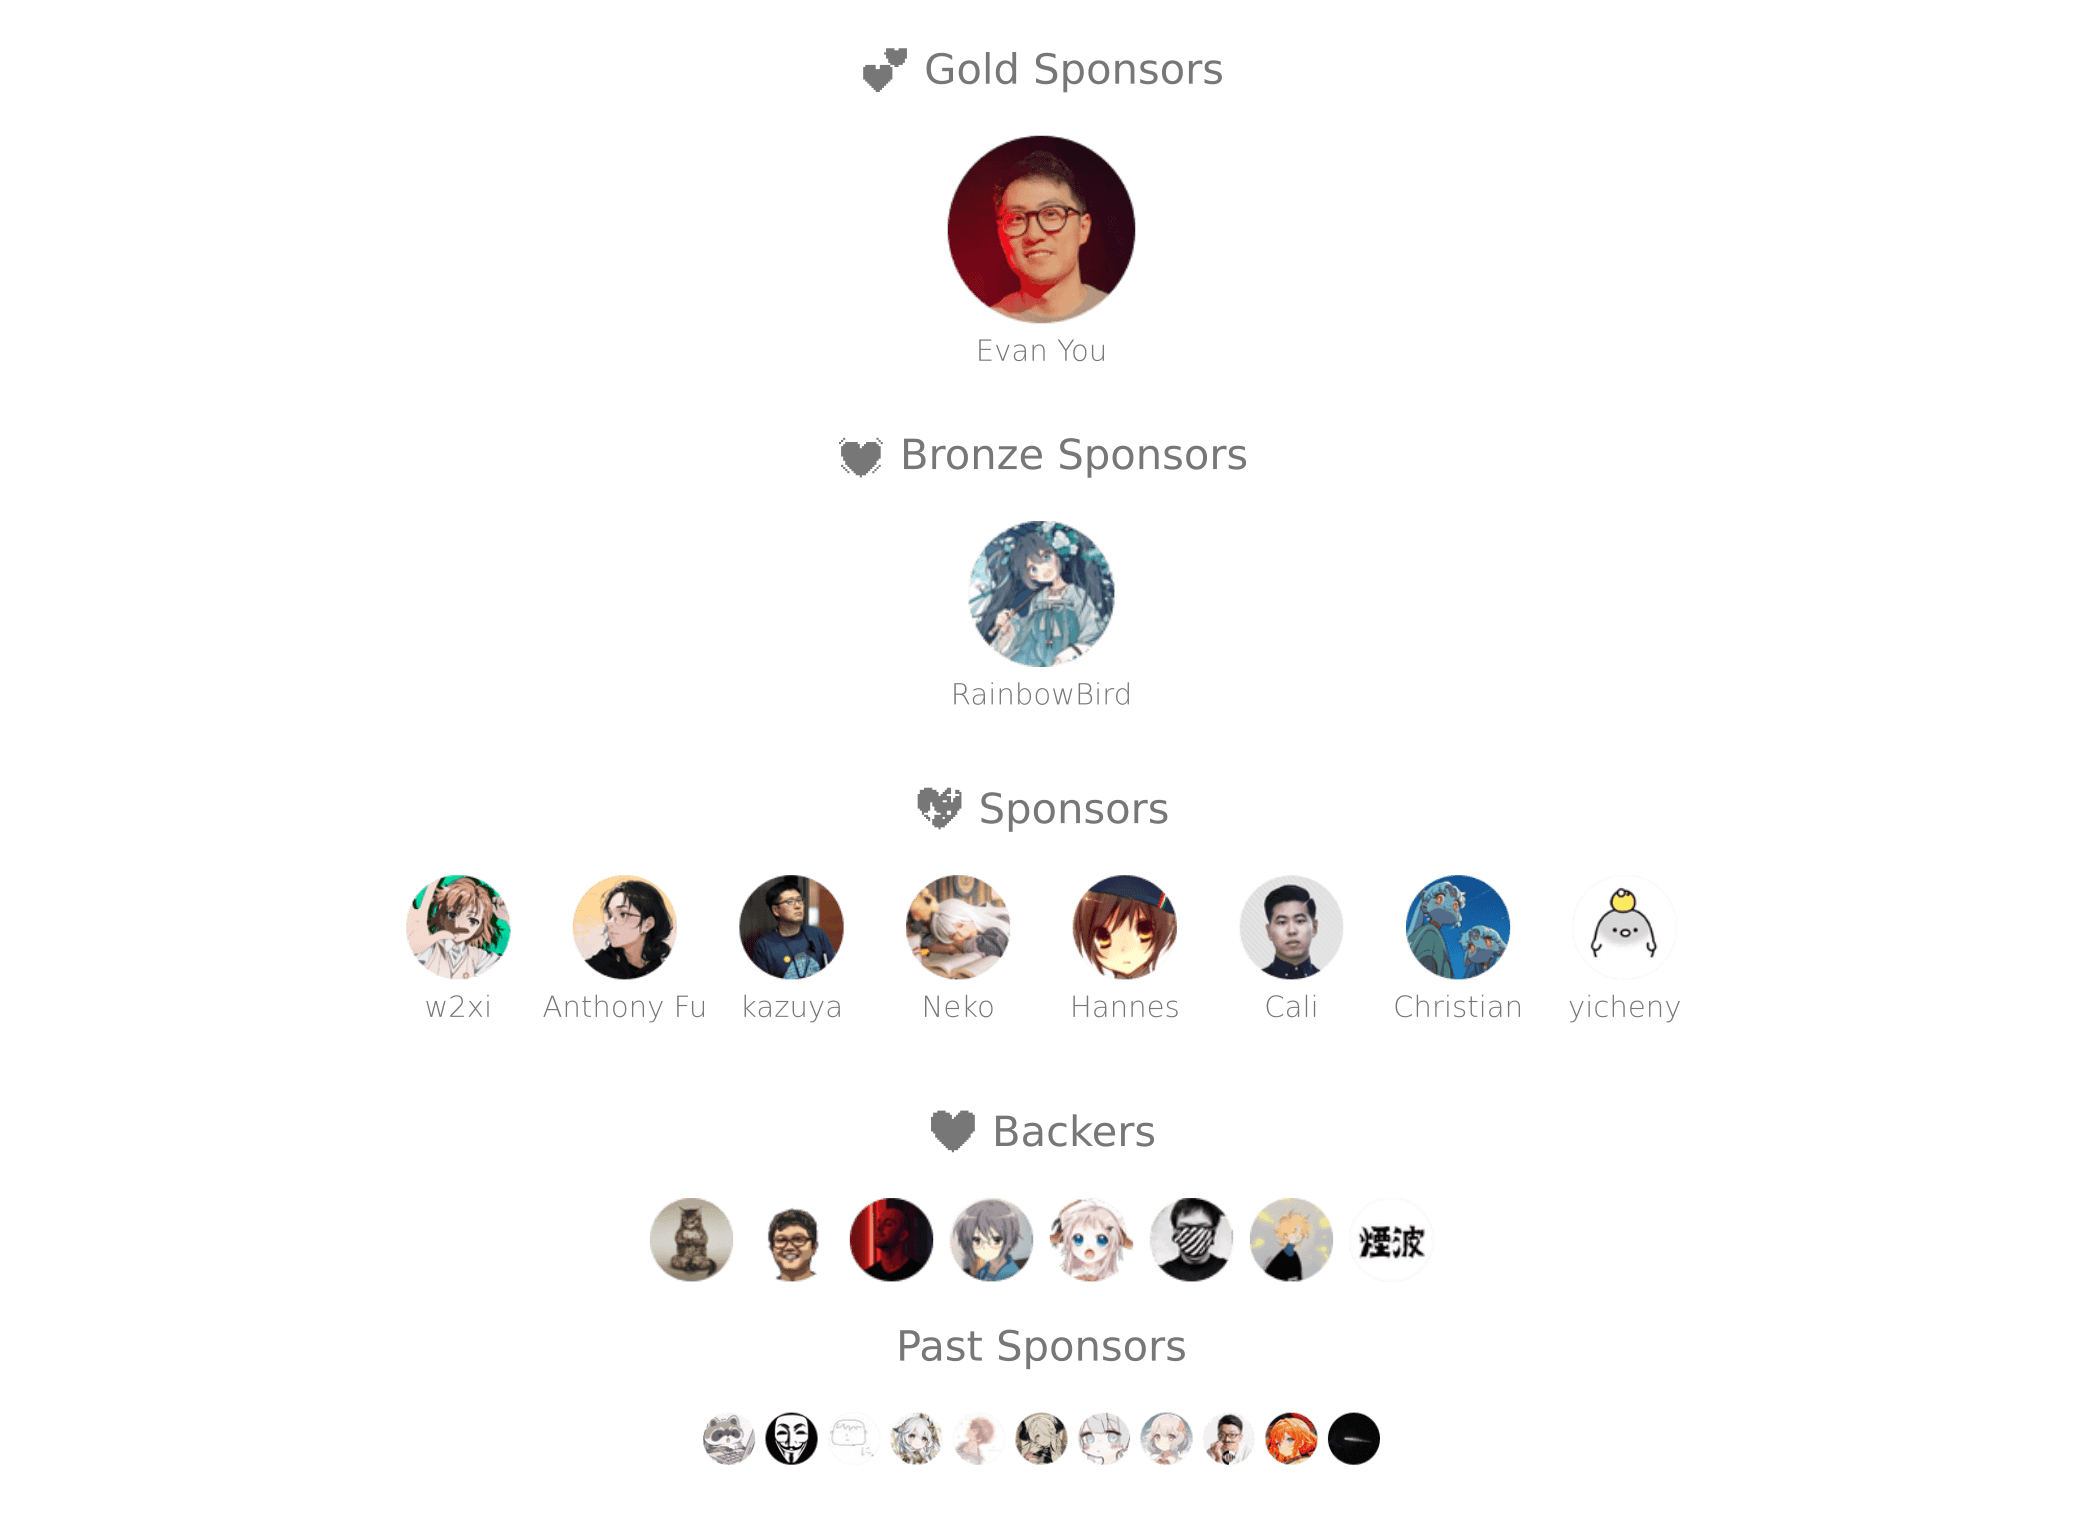 Gold Sponsors
Evan You
Bronze Sponsors
RainbowBird
Sponsors
w2xi Anthony Fu kazuya Neko Hannes Cali Christian yicheny
Backers
煙波
Past Sponsors